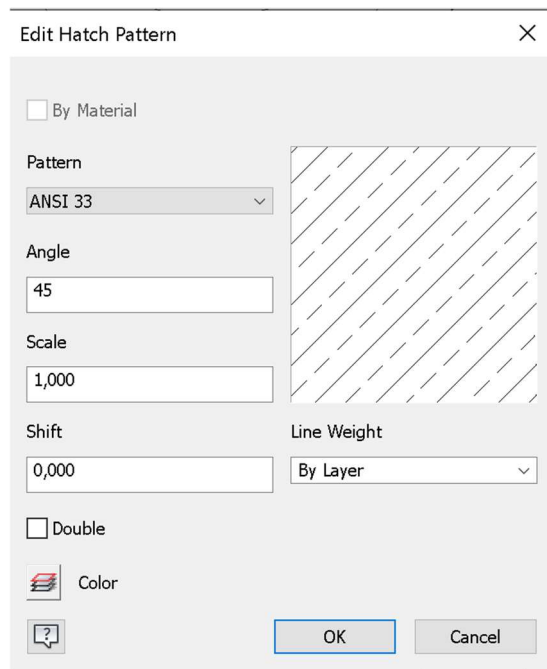 Edit Hatch Pattern
By Material
Pattern
ANSI 33
Angle
45
Scale
1,000
Shift
0,000
Line Weight
By Layer
Double
Color
?
OK
Cancel